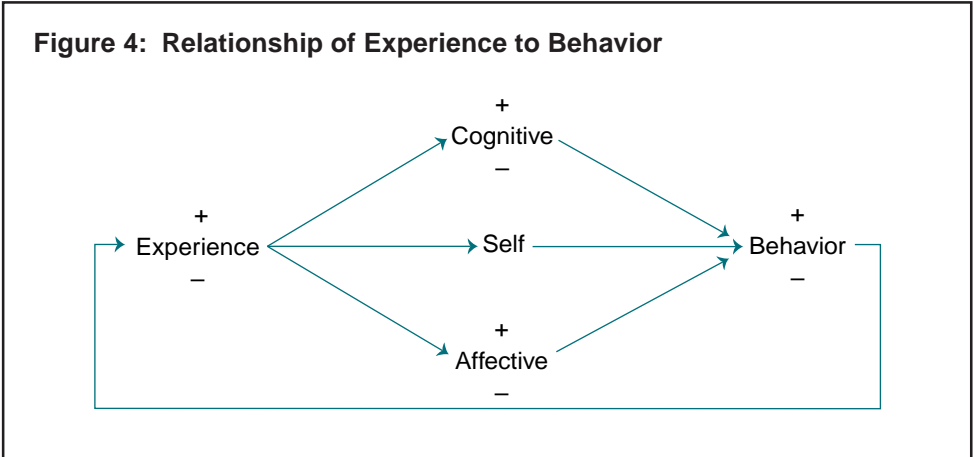 Figure 4: Relationship of Experience to Behavior
+
Cognitive
–
+
Experience
–
Self
+
Behavior
–
+
Affective
–